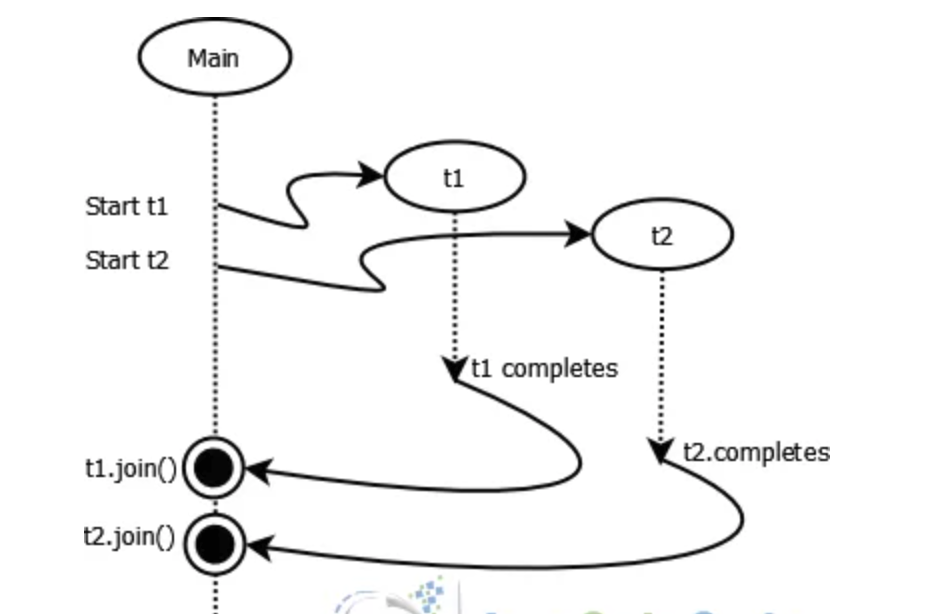 Main
t1
Start t1
t2
Start t2
t1 completes
t2.completes
t1.join()
t2.join()